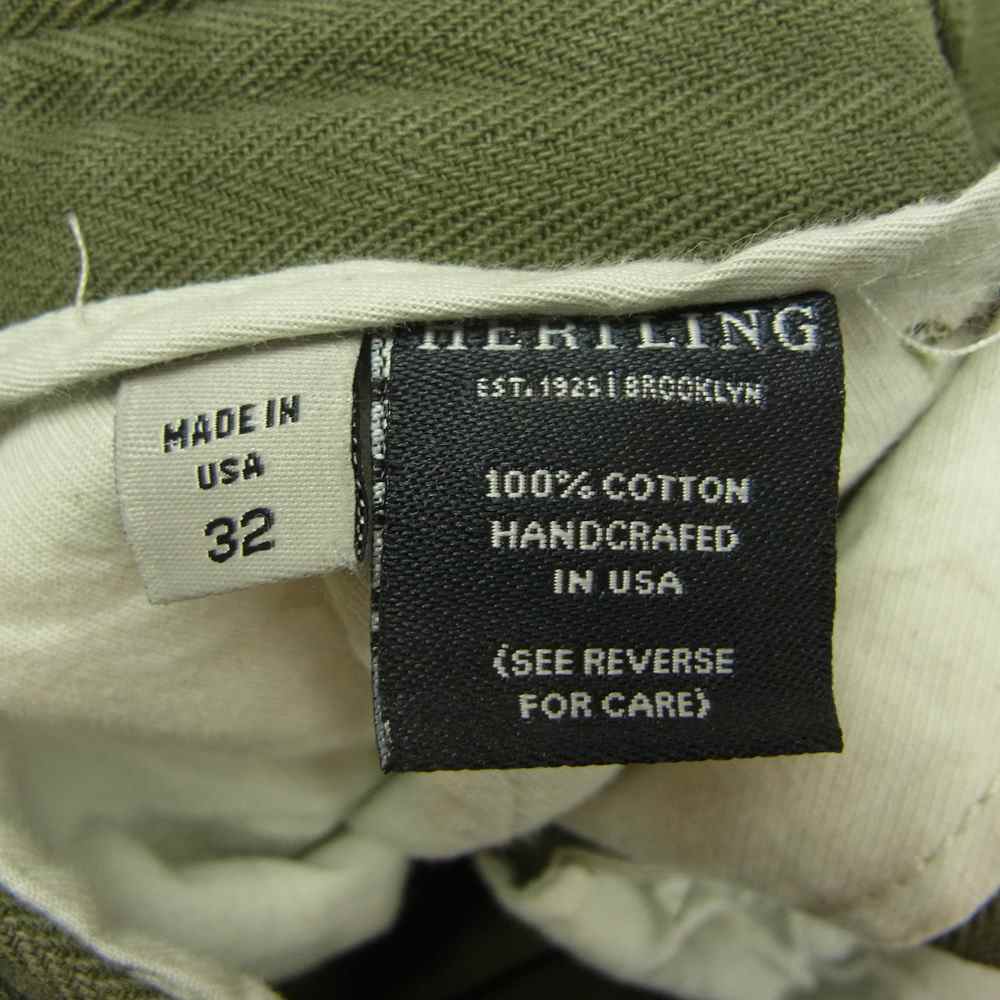 MADE IN
USA
32
HERTLING
EST. 1925 | BROOKLYN
100% COTTON
HANDCRAFED
IN USA
(SEE REVERSE
FOR CARE)